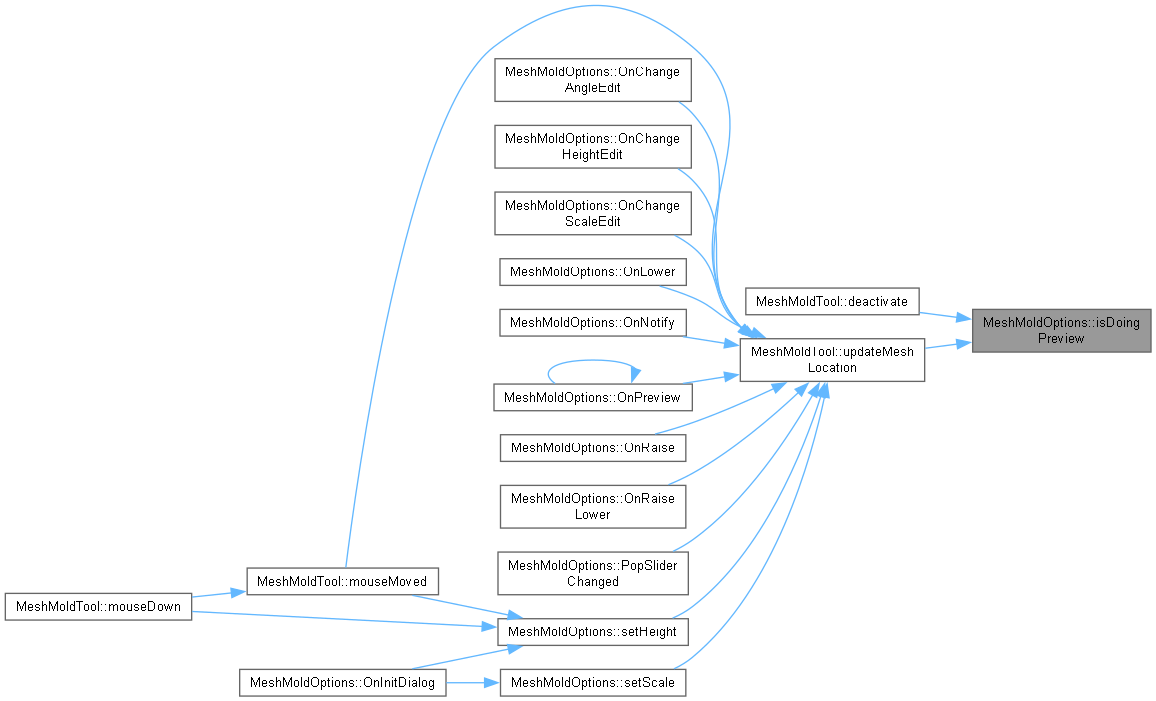 MeshMoldOptions::OnChange
AngleEdit
MeshMoldOptions::OnChange
HeightEdit
MeshMoldOptions::OnChange
ScaleEdit
MeshMoldOptions::OnLower
MeshMoldTool::deactivate
MeshMoldOptions::isDoing
Preview
MeshMoldOptions::OnNotify
MeshMoldTool::updateMesh
Location
MeshMoldOptions::OnPreview
MeshMoldOptions::OnRaise
MeshMoldOptions::OnRaise
Lower
MeshMoldOptions::PopSlider
Changed
MeshMoldTool::mouseMoved
MeshMoldTool::mouseDown
MeshMoldOptions::setHeight
MeshMoldOptions::OnInitDialog
MeshMoldOptions::setScale